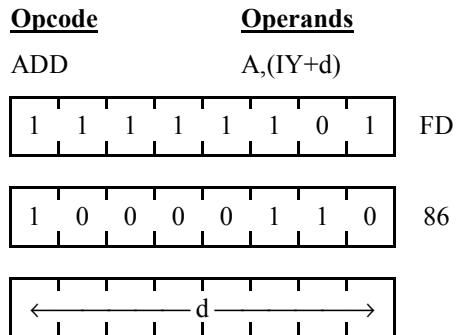 Opcode Operands
ADD A,(IY+d)
1 1 1 1 1 1 0 1 FD
1 0 0 0 0 1 1 0 86
d